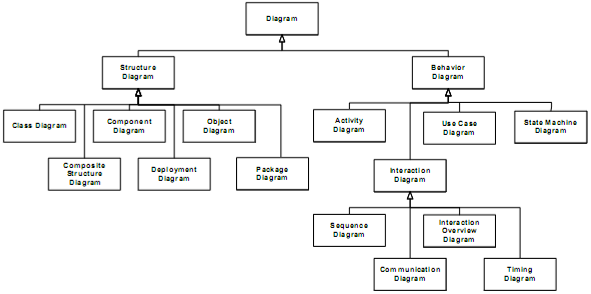 Diagram
Structure
Diagram
Behavior
Diagram
Class Diagram
Component
Diagram
Object
Diagram
Activity
Diagram
Use Case
Diagram
State Machine
Diagram
Composite
Structure
Diagram
Deployment
Diagram
Package
Diagram
Interaction
Diagram
Sequence
Diagram
Interaction
Overview
Diagram
Communication
Diagram
Timing
Diagram